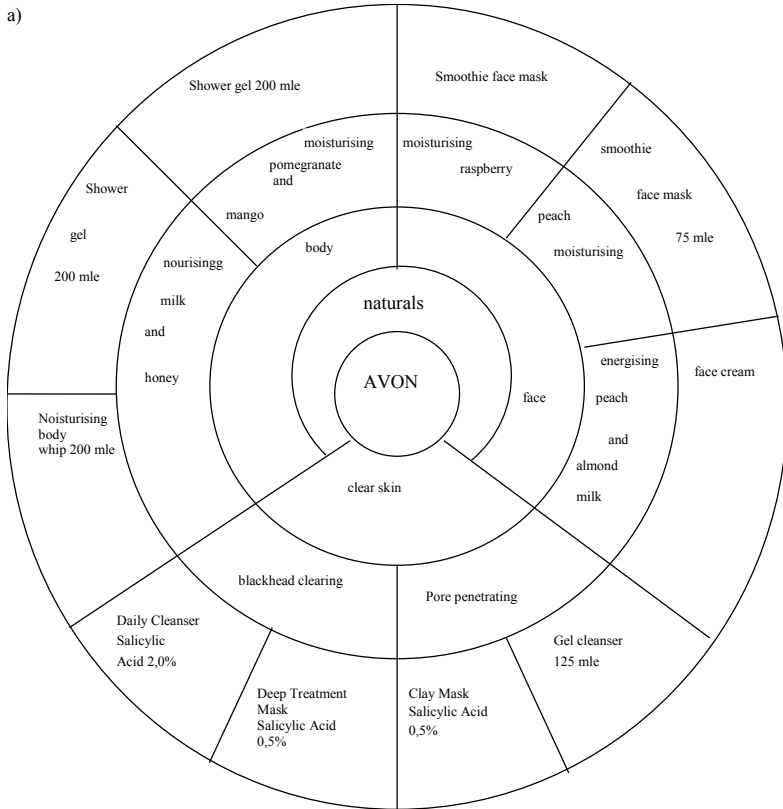 a)
Shower gel 200 mle
Smoothie face mask
moisturising
pomegranate
and
mango
moisturising
raspberry
smoothie
face mask
75 mle
peach
moisturising
Shower
gel
200 mle
nourisingg
milk
and
honey
body
naturals
AVON
face
energising
peach
and
almond
milk
face cream
Noisturising
body
whip 200 mle
clear skin
blackhead clearing
Pore penetrating
Daily Cleanser
Salicylic
Acid 2,0%
Deep Treatment
Mask
Salicylic Acid
0,5%
Clay Mask
Salicylic Acid
0,5%
Gel cleanser
125 mle